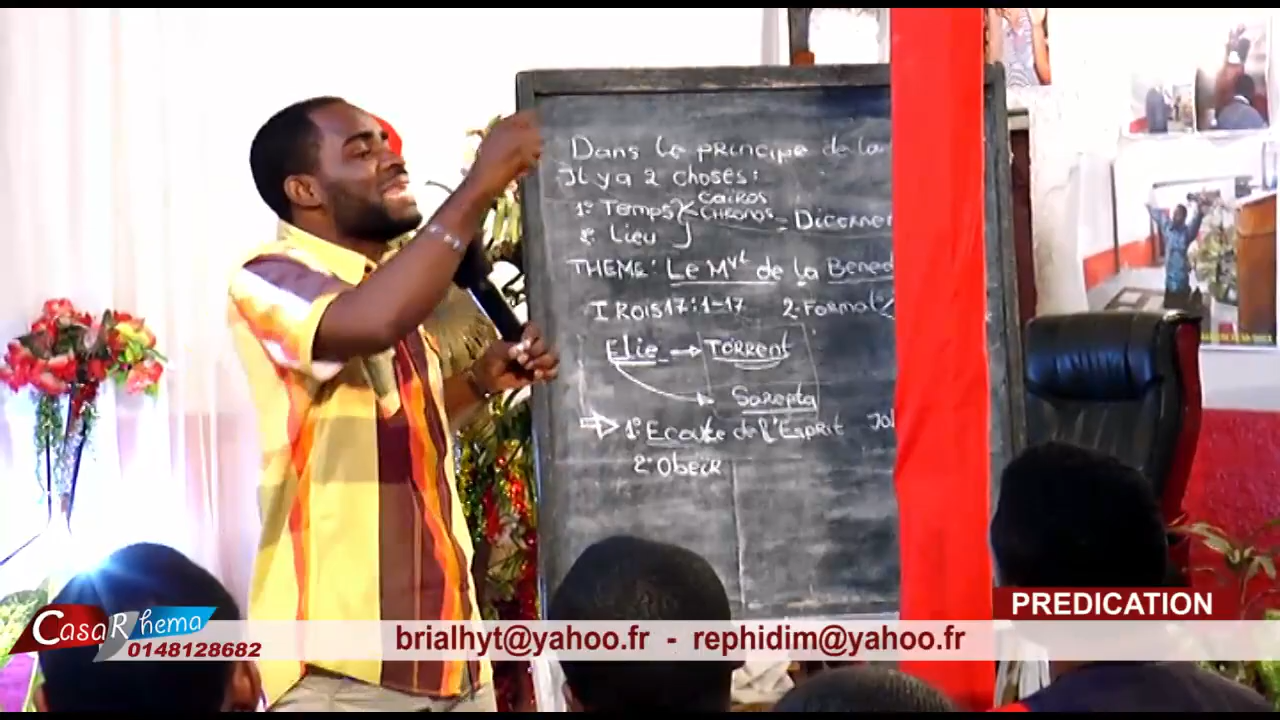 Dans le principe de la
Il y a 2 choses:
1° Temps CAIROS
CHRONOS = Dicerner
2° Lieu
THEME: Le Mvt de la Bened
I ROIS 17:1-17 2. Format°
Elie → TORRENT
Sarepta
1° Ecoute de l'Esprit
2° Obeir
PREDICATION
CasaRhema
0148128682
brialhyt@yahoo.fr - rephidim@yahoo.fr